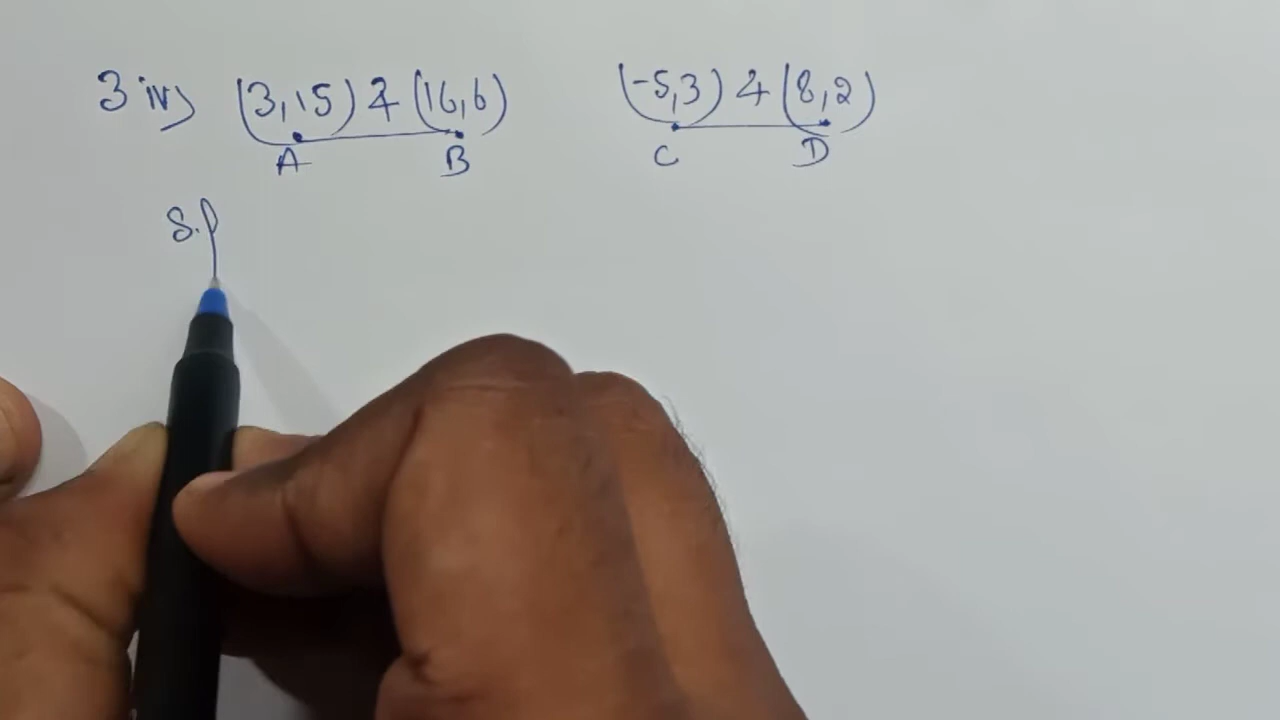 3 iv) (3,15) & (16,6) (-5,3) & (8,2)
A B C D
S.P